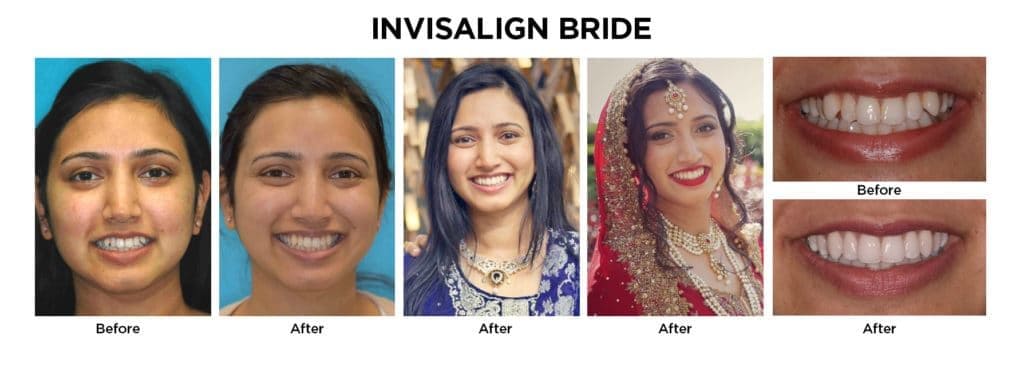 INVISALIGN BRIDE
Before
After
After
After
Before
After